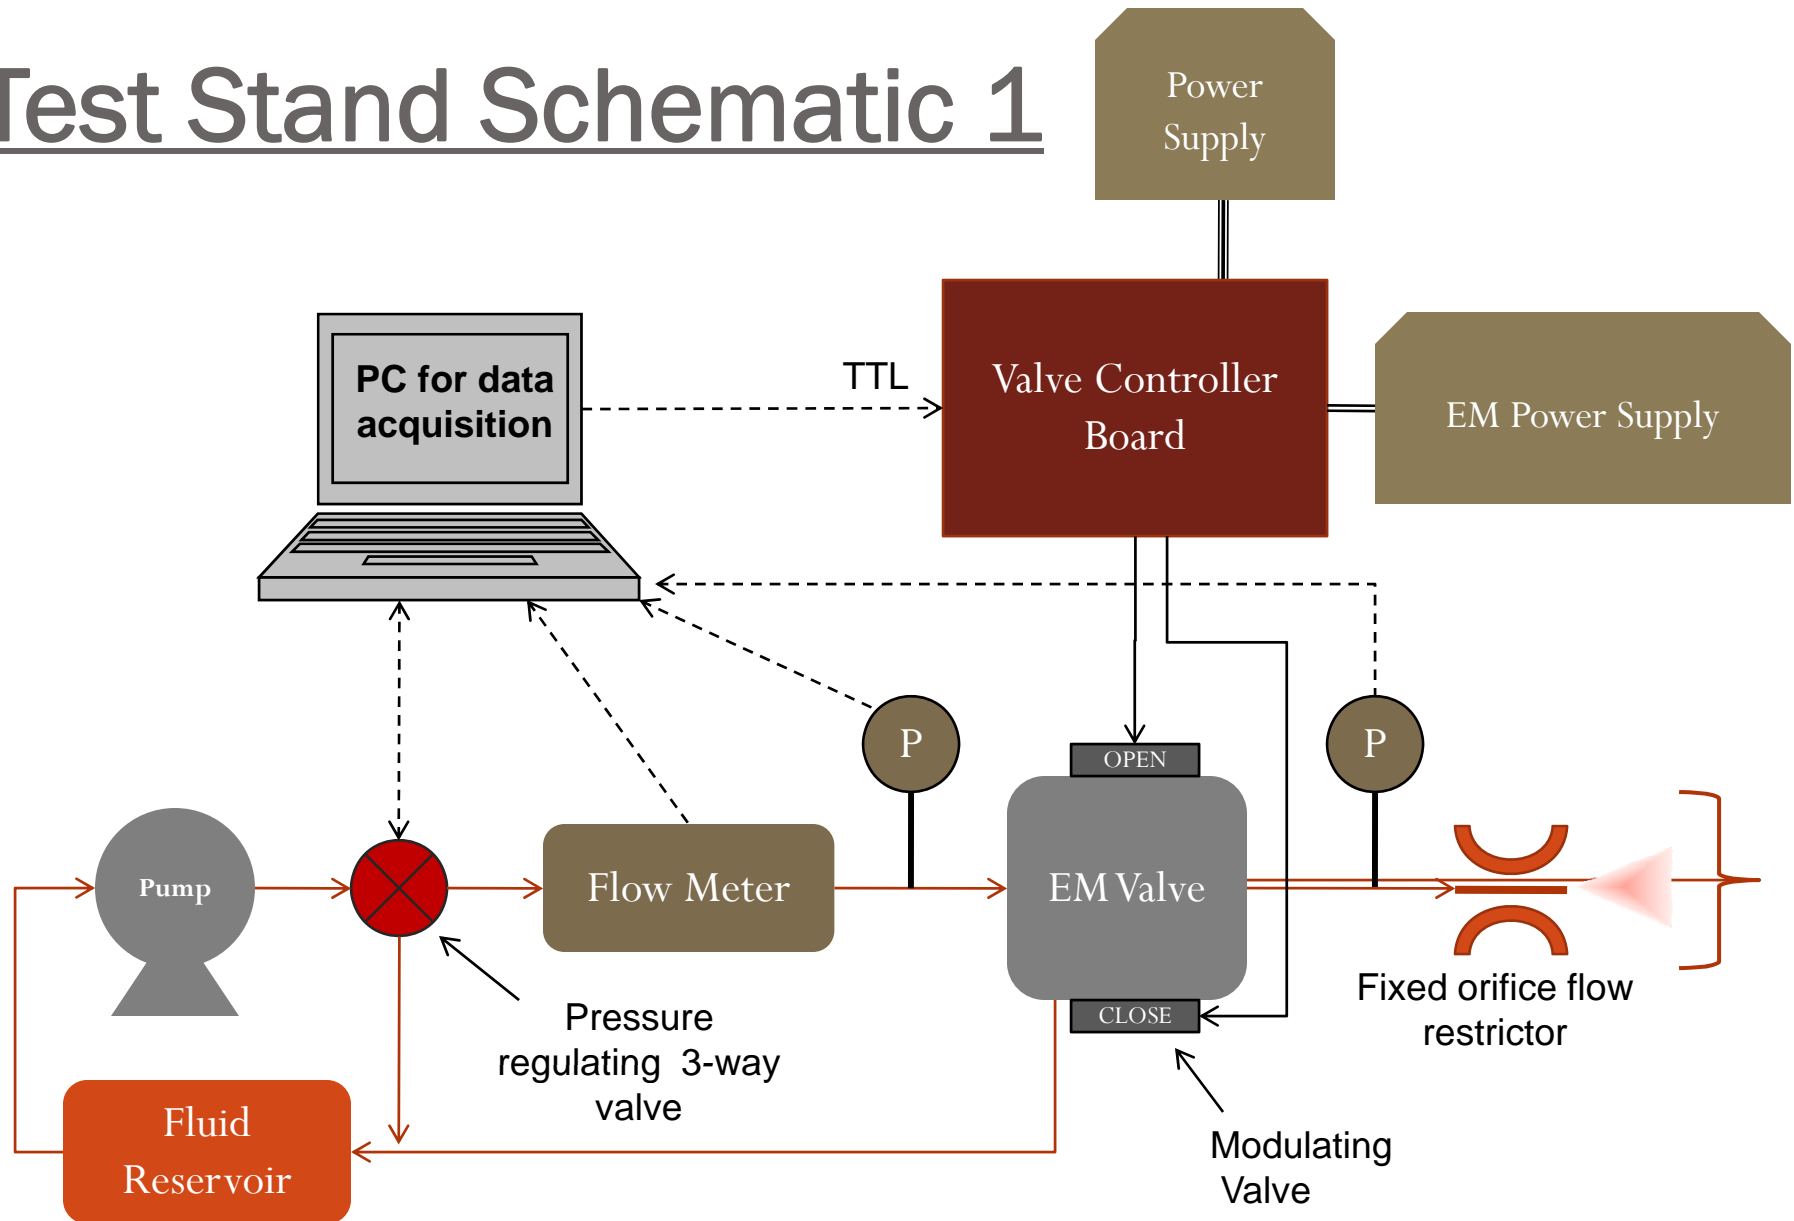 Test Stand Schematic 1
Power
Supply
PC for data
acquisition
TTL
Valve Controller
Board
EM Power Supply
P
P
OPEN
Pump
Flow Meter
EM Valve
CLOSE
Pressure
regulating 3-way
valve
Fixed orifice flow
restrictor
Fluid
Reservoir
Modulating
Valve